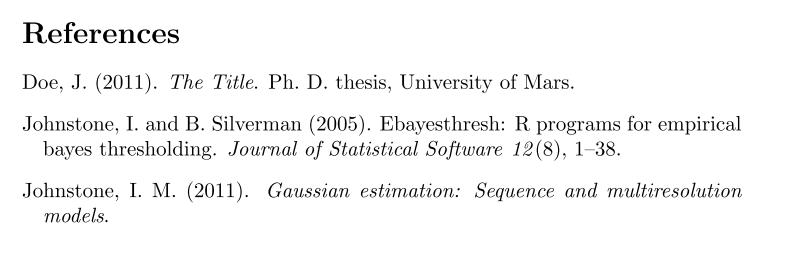 References
Doe, J. (2011). The Title. Ph. D. thesis, University of Mars.
Johnstone, I. and B. Silverman (2005). Ebayesthresh: R programs for empirical
bayes thresholding. Journal of Statistical Software 12(8), 1–38.
Johnstone, I. M. (2011). Gaussian estimation: Sequence and multiresolution
models.